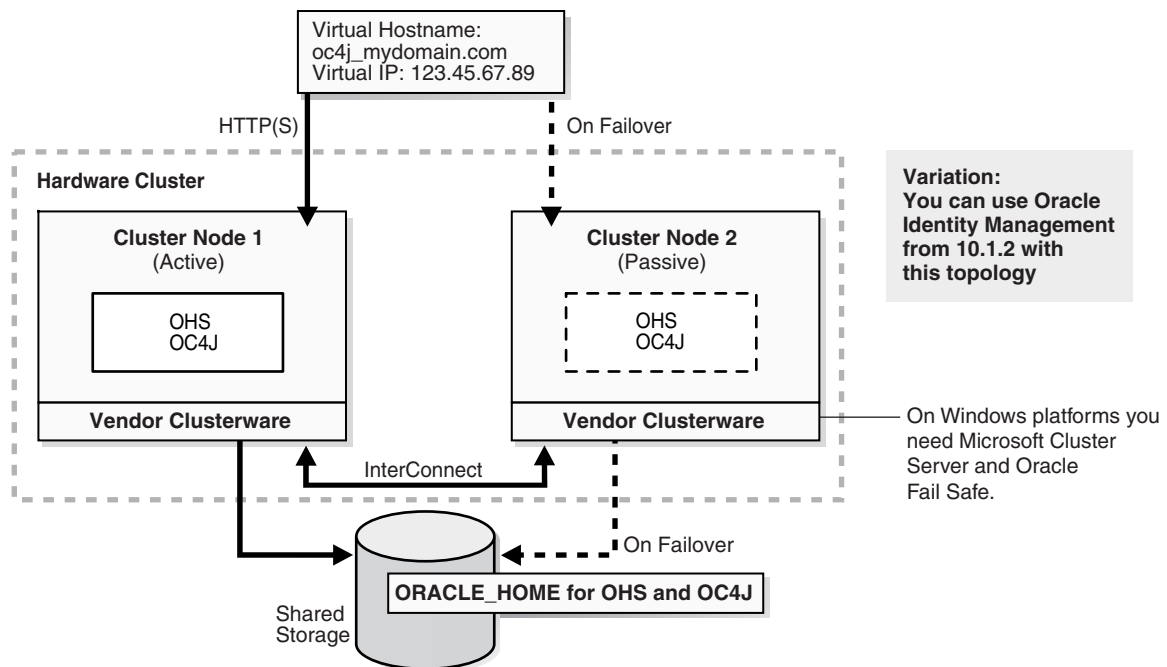 Virtual Hostname:
oc4j_mydomain.com
Virtual IP: 123.45.67.89
HTTP(S)
On Failover
Hardware Cluster
Cluster Node 1
(Active)
OHS
OC4J
Vendor Clusterware
Cluster Node 2
(Passive)
OHS
OC4J
Vendor Clusterware
Variation:
You can use Oracle
Identity Management
from 10.1.2 with
this topology
On Windows platforms you
need Microsoft Cluster
Server and Oracle
Fail Safe.
InterConnect
On Failover
ORACLE_HOME for OHS and OC4J
Shared
Storage